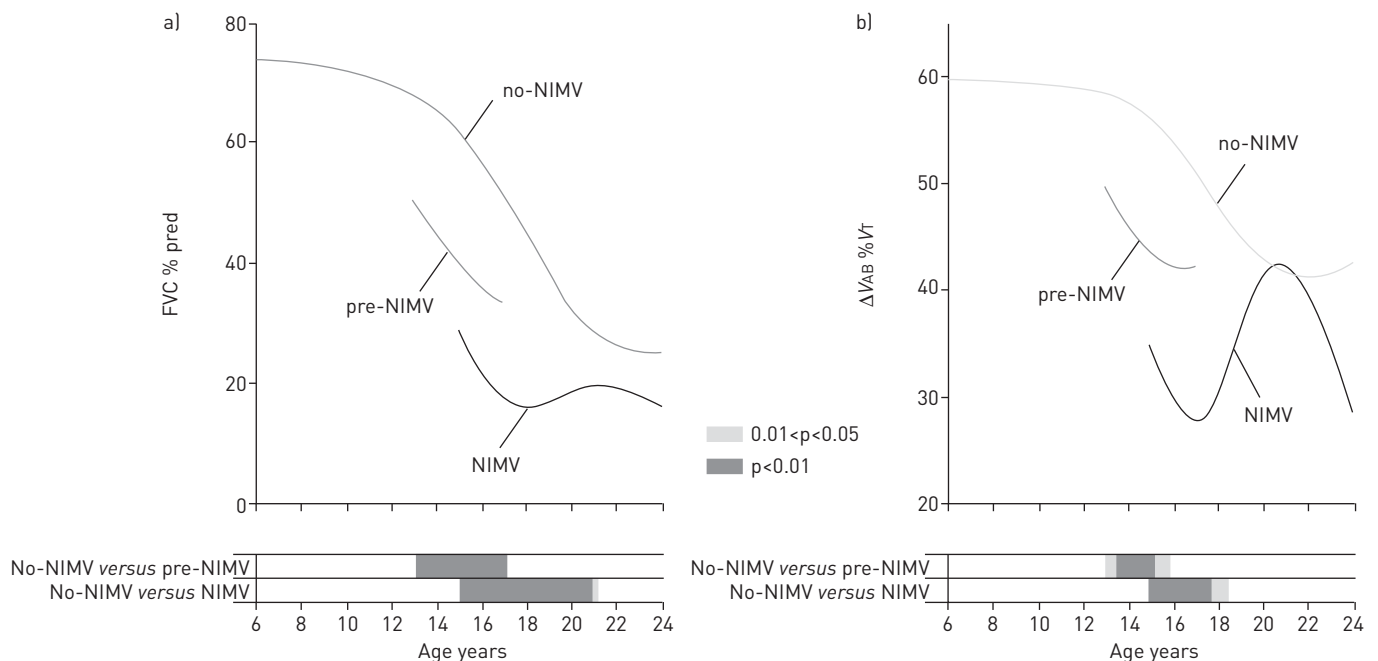 a)
80
60
40
20
0
FVC % pred
no-NIMV
pre-NIMV
NIMV
0.01<p<0.05
p<0.01
No-NIMV versus pre-NIMV
No-NIMV versus NIMV
6 8 10 12 14 16 18 20 22 24
Age years
b)
60
50
40
30
20
ΔVAB %VT
no-NIMV
pre-NIMV
NIMV
No-NIMV versus pre-NIMV
No-NIMV versus NIMV
6 8 10 12 14 16 18 20 22 24
Age years